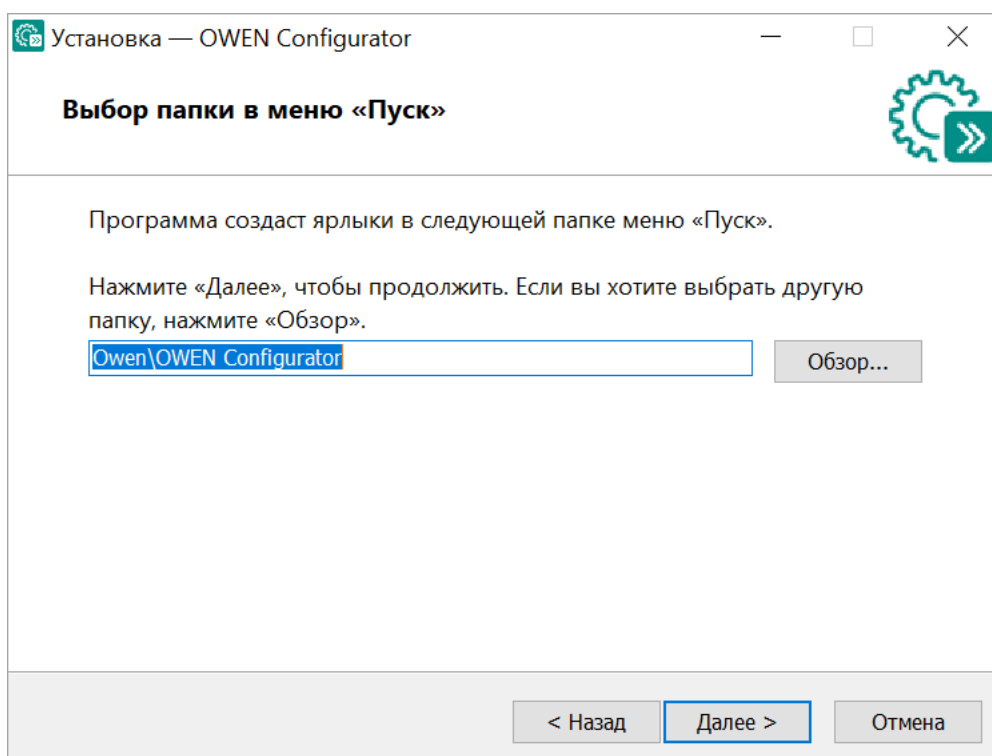 Установка — OWEN Configurator
Выбор папки в меню «Пуск»
Программа создаст ярлыки в следующей папке меню «Пуск».
Нажмите «Далее», чтобы продолжить. Если вы хотите выбрать другую
папку, нажмите «Обзор».
Owen\OWEN Configurator
Обзор...
< Назад
Далее >
Отмена